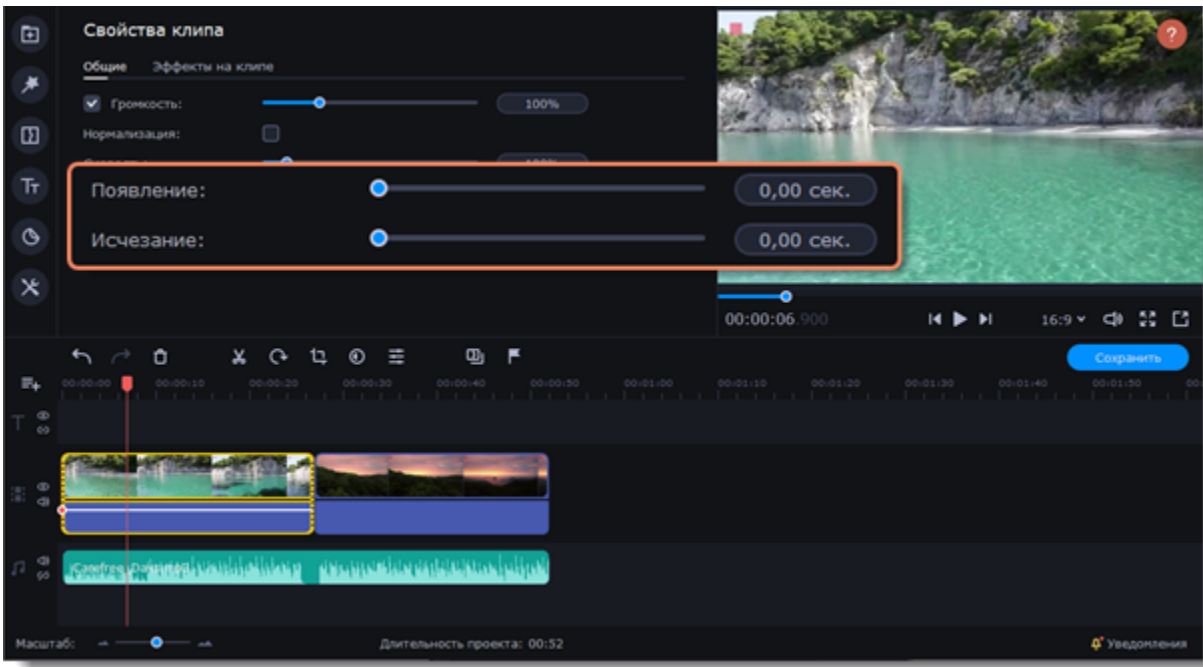 Свойства клипа
Общие Эффекты на клипе
Громкость: 100%
Нормализация:
Появление: 0,00 сек.
Исчезание: 0,00 сек.
?
00:00:06.900 16:9
Сохранить
00:00:00 00:00:10 00:00:20 00:00:30 00:00:40 00:00:50 00:01:00 00:01:10 00:01:20 00:01:30 00:01:40 00:01:50 00
Масштаб: Длительность проекта: 00:52 Уведомления